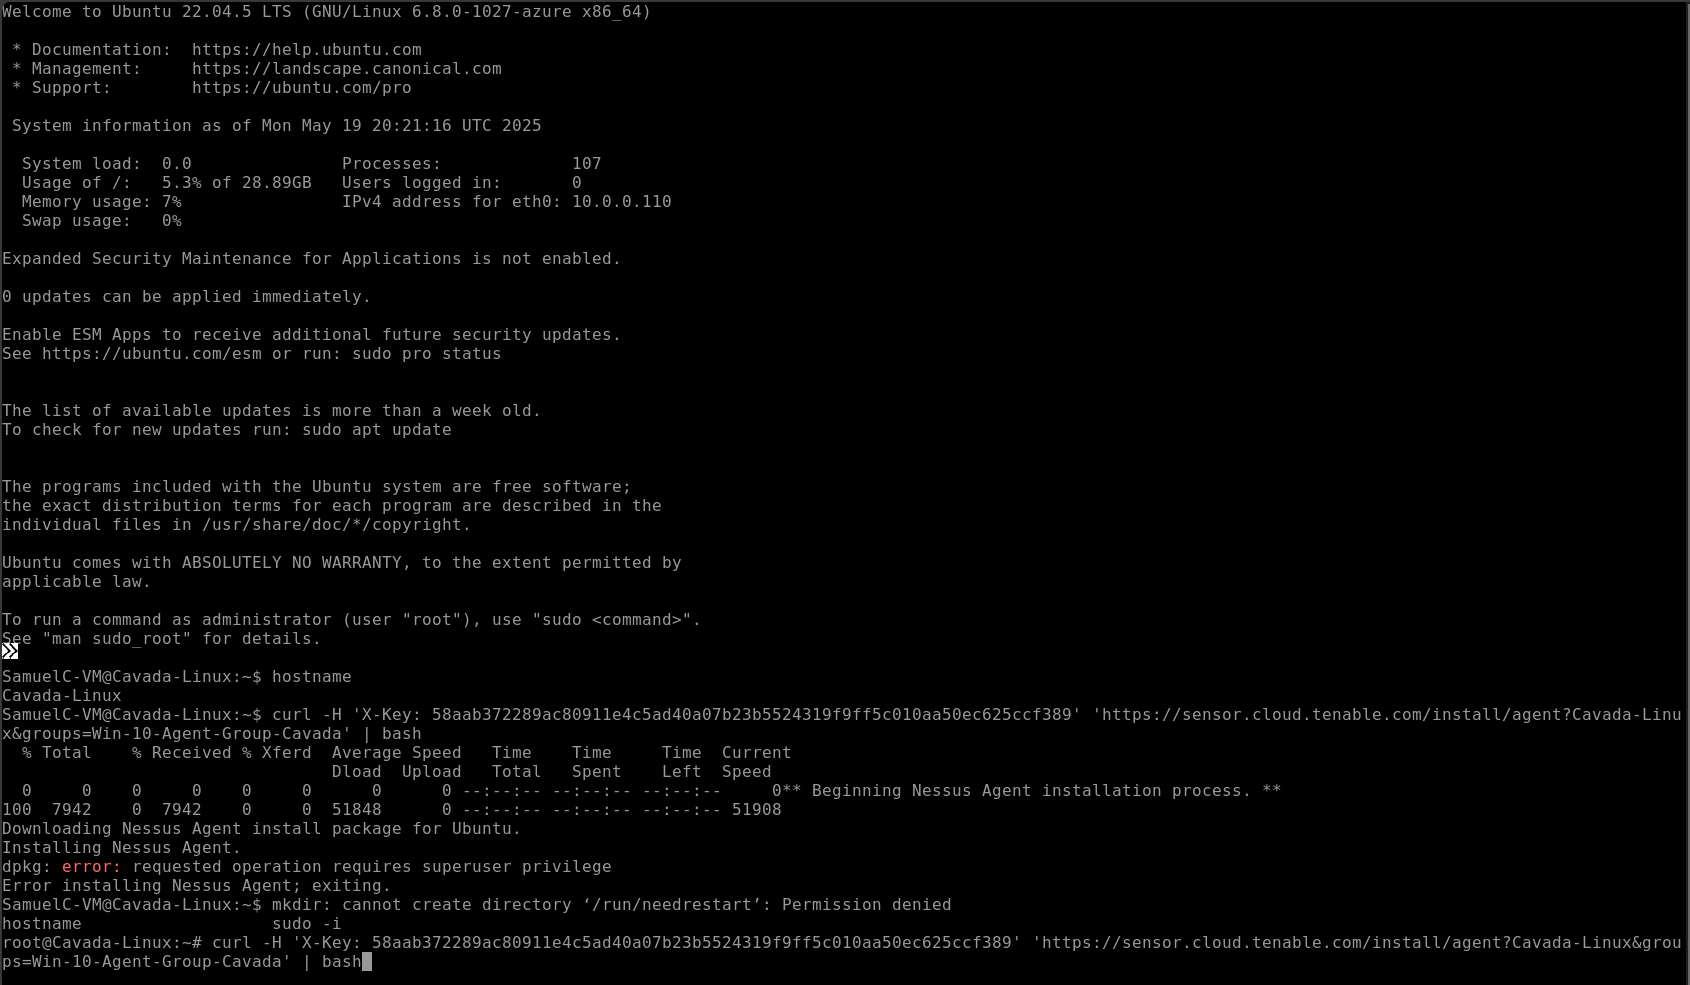 Welcome to Ubuntu 22.04.5 LTS (GNU/Linux 6.8.0-1027-azure x86_64)

 * Documentation:  https://help.ubuntu.com
 * Management:     https://landscape.canonical.com
 * Support:        https://ubuntu.com/pro

 System information as of Mon May 19 20:21:16 UTC 2025

  System load:  0.0               Processes:             107
  Usage of /:   5.3% of 28.89GB   Users logged in:       0
  Memory usage: 7%                IPv4 address for eth0: 10.0.0.110
  Swap usage:   0%

Expanded Security Maintenance for Applications is not enabled.

0 updates can be applied immediately.

Enable ESM Apps to receive additional future security updates.
See https://ubuntu.com/esm or run: sudo pro status


The list of available updates is more than a week old.
To check for new updates run: sudo apt update


The programs included with the Ubuntu system are free software;
the exact distribution terms for each program are described in the
individual files in /usr/share/doc/*/copyright.

Ubuntu comes with ABSOLUTELY NO WARRANTY, to the extent permitted by
applicable law.

To run a command as administrator (user "root"), use "sudo <command>".
See "man sudo_root" for details.

SamuelC-VM@Cavada-Linux:~$ hostname
Cavada-Linux
SamuelC-VM@Cavada-Linux:~$ curl -H 'X-Key: 58aab372289ac80911e4c5ad40a07b23b5524319f9ff5c010aa50ec625ccf389' 'https://sensor.cloud.tenable.com/install/agent?Cavada-Linu
x&groups=Win-10-Agent-Group-Cavada' | bash
  % Total    % Received % Xferd  Average Speed   Time    Time     Time  Current
                                 Dload  Upload   Total   Spent    Left  Speed
  0     0    0     0    0     0      0      0 --:--:-- --:--:-- --:--:--     0** Beginning Nessus Agent installation process. **
100  7942    0  7942    0     0  51848      0 --:--:-- --:--:-- --:--:-- 51908
Downloading Nessus Agent install package for Ubuntu.
Installing Nessus Agent.
dpkg: error: requested operation requires superuser privilege
Error installing Nessus Agent; exiting.
SamuelC-VM@Cavada-Linux:~$ mkdir: cannot create directory ‘/run/needrestart’: Permission denied
hostname                   sudo -i
root@Cavada-Linux:~# curl -H 'X-Key: 58aab372289ac80911e4c5ad40a07b23b5524319f9ff5c010aa50ec625ccf389' 'https://sensor.cloud.tenable.com/install/agent?Cavada-Linux&grou
ps=Win-10-Agent-Group-Cavada' | bash